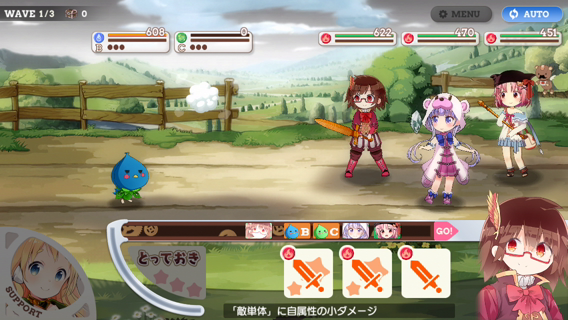 WAVE 1/3 0
MENU
AUTO
608
B
0
C
622
470
451
B C
GO!
とっておき
SUPPORT
「敵単体」に自属性の小ダメージ